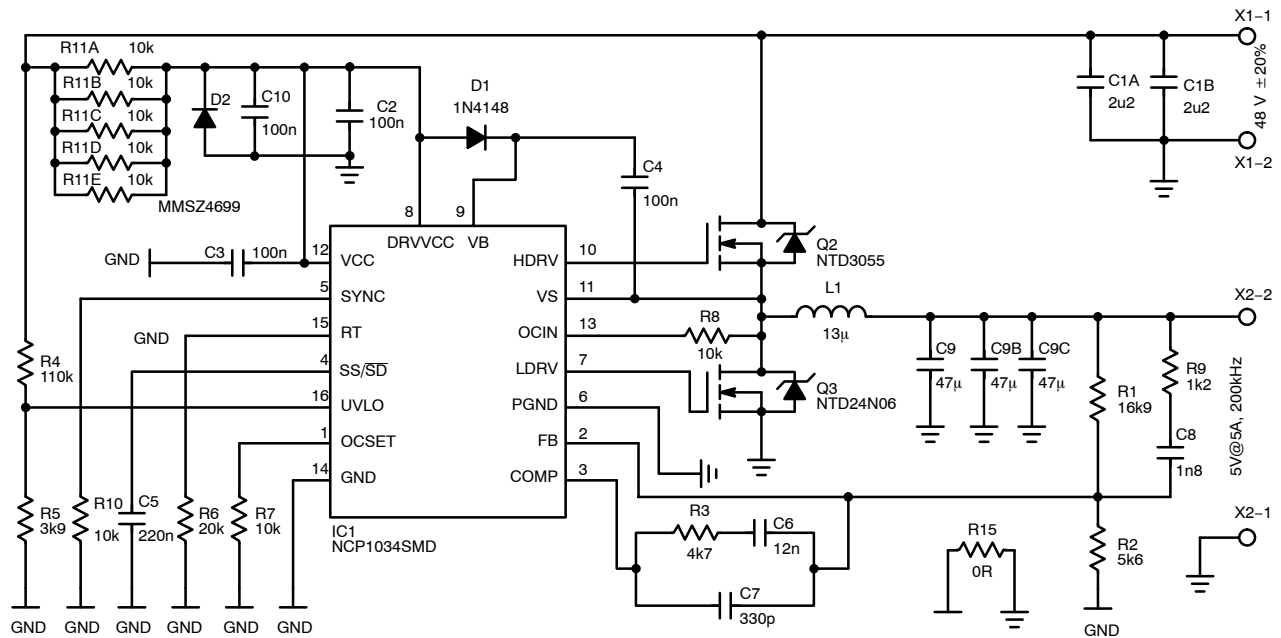 X1-1
R11A 10k
R11B 10k
R11C 10k
R11D 10k
R11E 10k
MMSZ4699
D2
C10
100n
C2
100n
D1
1N4148
C4
100n
C1A
2u2
C1B
2u2
48 V ±20%
X1-2
8
9
DRVVCC
VB
GND
C3
100n
12
VCC
5
SYNC
GND
15
RT
4
SS/SD
16
UVLO
1
OCSET
14
GND
HDRV
10
VS
11
OCIN
13
LDRV
7
PGND
6
FB
2
COMP
3
IC1
NCP1034SMD
Q2
NTD3055
L1
13μ
X2-2
R8
10k
Q3
NTD24N06
C9
47μ
C9B
47μ
C9C
47μ
R1
16k9
R9
1k2
C8
1n8
5V@5A, 200kHz
X2-1
R4
110k
R5
3k9
R10
10k
C5
220n
R6
20k
R7
10k
R3
4k7
C6
12n
C7
330p
R15
0R
R2
5k6
GND
GND
GND
GND
GND
GND
GND